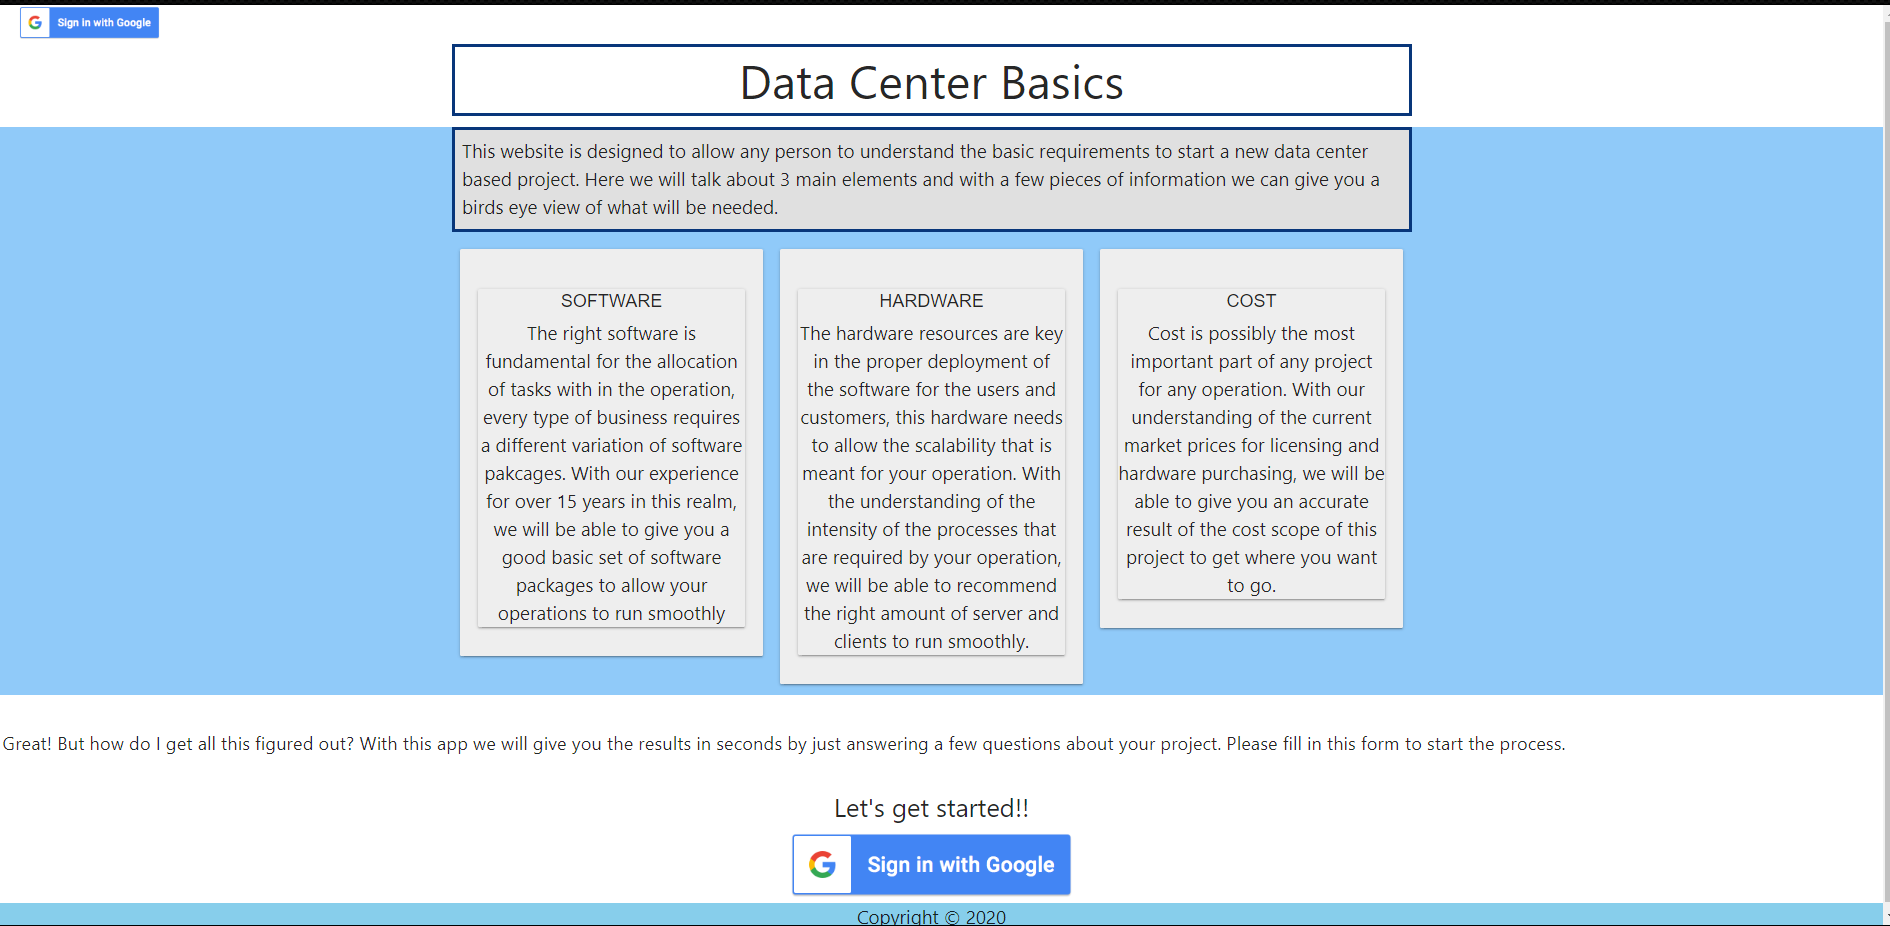 Sign in with Google
Data Center Basics
This website is designed to allow any person to understand the basic requirements to start a new data center
based project. Here we will talk about 3 main elements and with a few pieces of information we can give you a
birds eye view of what will be needed.
SOFTWARE
The right software is
fundamental for the allocation
of tasks with in the operation,
every type of business requires
a different variation of software
pakcages. With our experience
for over 15 years in this realm,
we will be able to give you a
good basic set of software
packages to allow your
operations to run smoothly
HARDWARE
The hardware resources are key
in the proper deployment of
the software for the users and
customers, this hardware needs
to allow the scalability that is
meant for your operation. With
the understanding of the
intensity of the processes that
are required by your operation,
we will be able to recommend
the right amount of server and
clients to run smoothly.
COST
Cost is possibly the most
important part of any project
for any operation. With our
understanding of the current
market prices for licensing and
hardware purchasing, we will be
able to give you an accurate
result of the cost scope of this
project to get where you want
to go.
Great! But how do I get all this figured out? With this app we will give you the results in seconds by just answering a few questions about your project. Please fill in this form to start the process.
Let's get started!!
Sign in with Google
Copyright © 2020